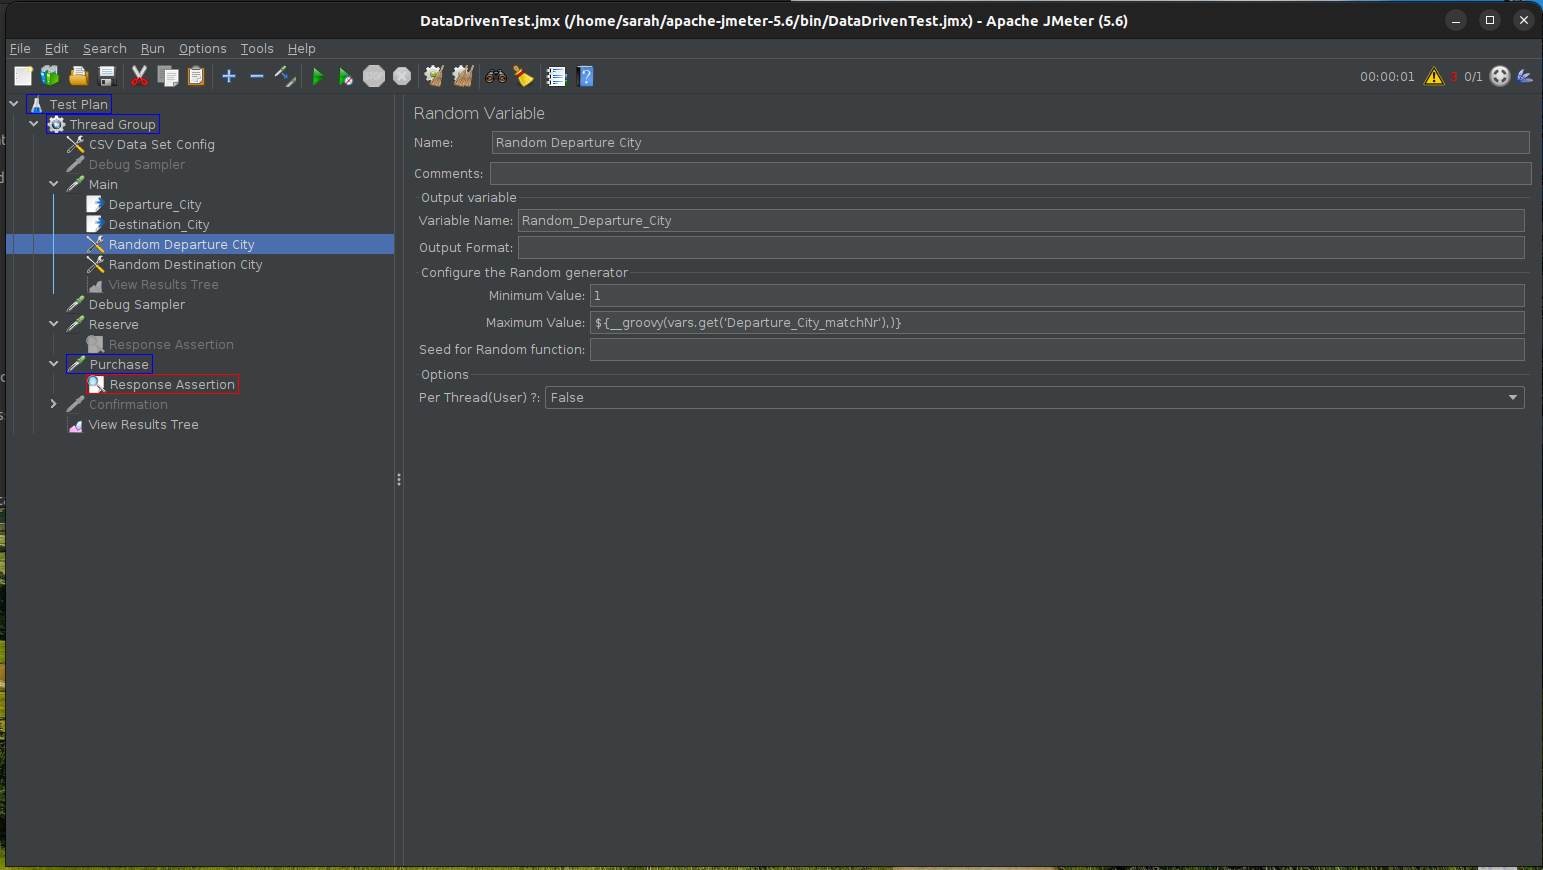 DataDrivenTest.jmx (/home/sarah/apache-jmeter-5.6/bin/DataDrivenTest.jmx) - Apache JMeter (5.6)
File Edit Search Run Options Tools Help
STOP 00:00:01 3 0/1
Test Plan
Thread Group
CSV Data Set Config
Debug Sampler
Main
Departure_City
Destination_City
Random Departure City
Random Destination City
View Results Tree
Debug Sampler
Reserve
Response Assertion
Purchase
Response Assertion
Confirmation
View Results Tree
Random Variable
Name: Random Departure City
Comments:
Output variable
Variable Name: Random_Departure_City
Output Format:
Configure the Random generator
Minimum Value: 1
Maximum Value: ${__groovy(vars.get('Departure_City_matchNr'),)}
Seed for Random function:
Options
Per Thread(User) ?: False